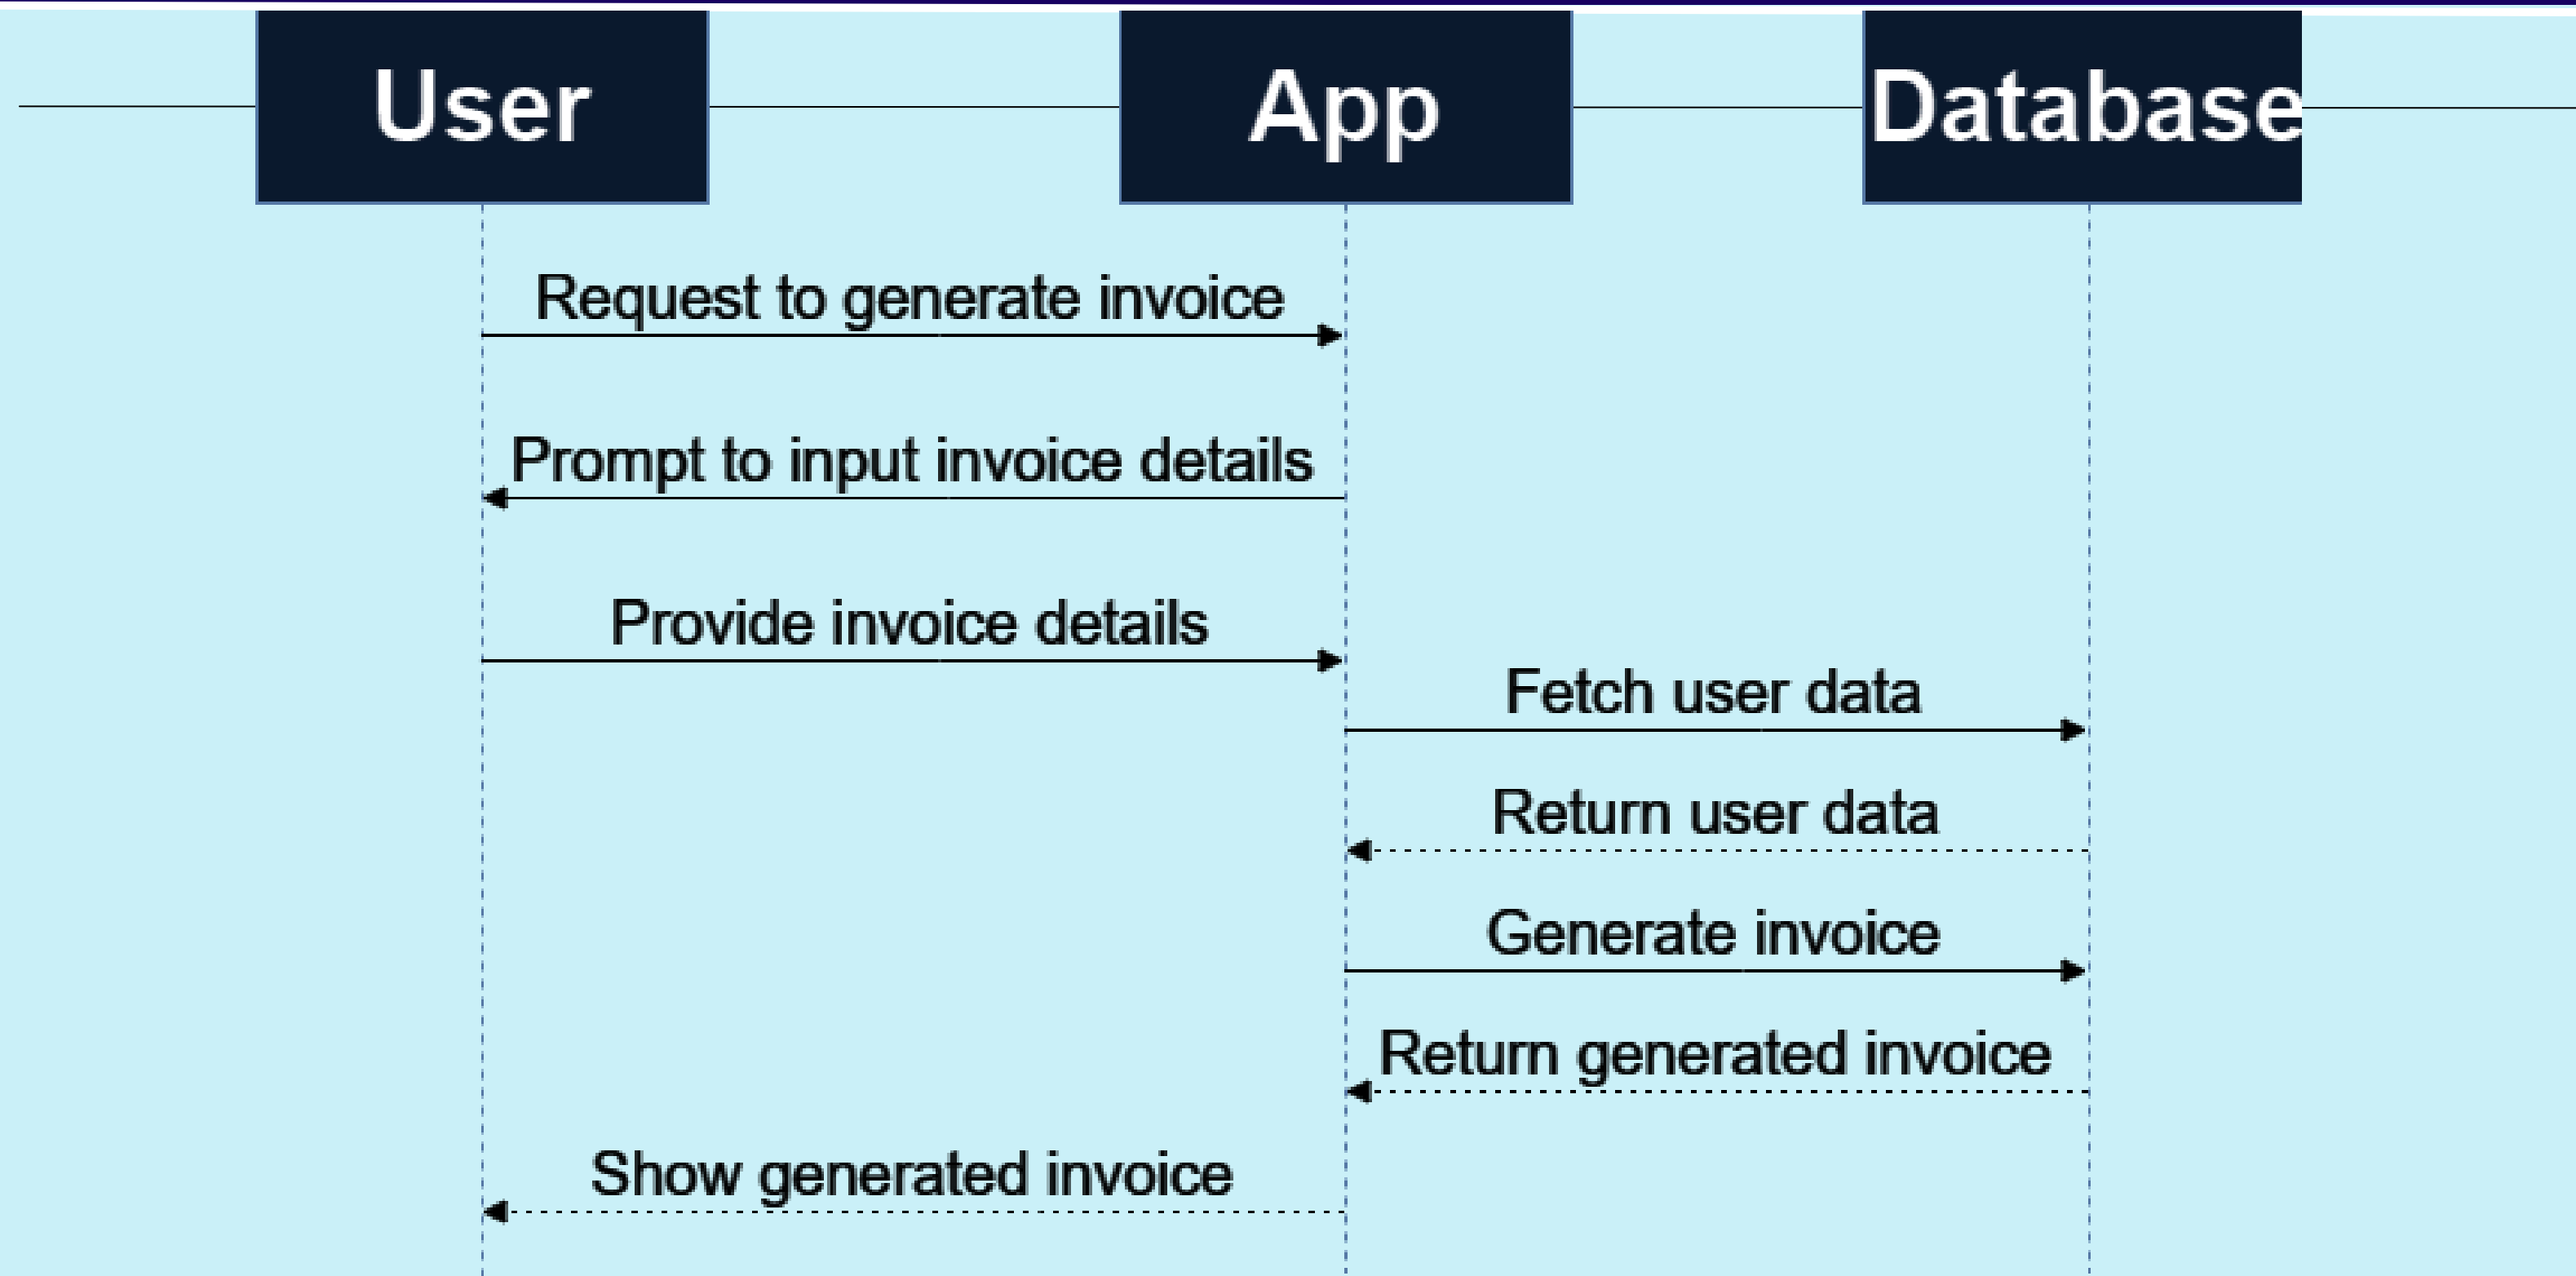 User
App
Database
Request to generate invoice
Prompt to input invoice details
Provide invoice details
Fetch user data
Return user data
Generate invoice
Return generated invoice
Show generated invoice